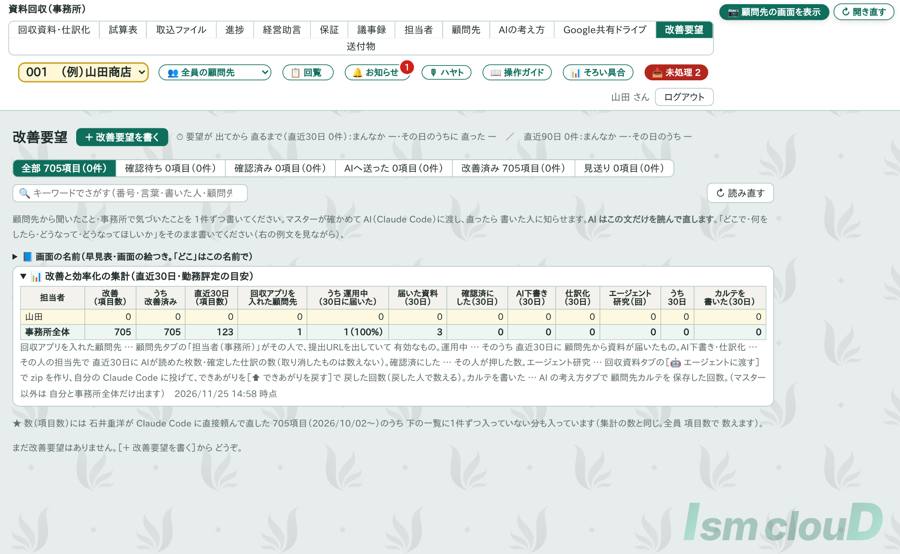 資料回収（事務所）
📷 顧問先の画面を表示
↻ 開き直す
回収資料・仕訳化 試算表 取込ファイル 進捗 経営助言 保証 議事録 担当者 顧問先 AIの考え方 Google共有ドライブ 改善要望
送付物
001 （例）山田商店
👥 全員の顧問先
📋 回覧
🔔 お知らせ 1
🎙 ハヤト
📖 操作ガイド
📊 そろい具合
📥 未処理 2
山田 さん ログアウト
改善要望
＋ 改善要望を書く
⏱ 要望が 出てから 直るまで（直近30日 0件）：まんなか ―・その日のうちに 直った ― ／ 直近90日 0件：まんなか ―・その日のうち ―
全部 705項目（0件） 確認待ち 0項目（0件） 確認済み 0項目（0件） AIへ送った 0項目（0件） 改善済み 705項目（0件） 見送り 0項目（0件）
🔍 キーワードでさがす（番号・言葉・書いた人・顧問先
↻ 読み直す
顧問先から聞いたこと・事務所で気づいたことを 1件ずつ書いてください。マスターが確かめて AI（Claude Code）に渡し、直ったら 書いた人に知らせます。AI はこの文だけを読んで直します。「どこで・何を
したら・どうなって・どうなってほしいか」をそのまま書いてください（右の例文を見ながら）。
▶ 📘 画面の名前（早見表・画面の絵つき。「どこ」はこの名前で）
▼ 📊 改善と効率化の集計（直近30日・勤務評定の目安）
担当者 改善（項目数） うち改善済み 直近30日（項目数） 回収アプリを入れた顧問先 うち運用中（30日に届いた） 届いた資料（30日） 確認済にした（30日） AI下書き（30日） 仕訳化（30日） エージェント研究（回） うち30日 カルテを書いた（30日）
山田 0 0 0 0 0 0 0 0 0 0 0 0
事務所全体 705 705 123 1 1（100%） 3 0 0 0 0 0 0
回収アプリを入れた顧問先 … 顧問先タブの「担当者（事務所）」がその人で、提出URLを出していて 有効なもの。運用中 … そのうち 直近30日に 顧問先から資料が届いたもの。AI下書き・仕訳化 …
その人の担当先で 直近30日に AIが読めた枚数・確定した仕訳の数（取り消したものは数えない）。確認済にした … その人が押した数。エージェント研究 … 回収資料タブの［🤖 エージェントに渡す］
で zip を作り、自分の Claude Code に投げて、できあがりを［⬆ できあがりを戻す］で 戻した回数（戻した人で数える）。カルテを書いた … AI の考え方タブで 顧問先カルテを 保存した回数。（マスター
以外は 自分と事務所全体だけ出ます） 2026/11/25 14:58 時点
★ 数（項目数）には 石井重洋が Claude Code に直接頼んで直した 705項目（2026/10/02〜）のうち 下の一覧に1件ずつ入っていない分も入っています（集計の数と同じ。全員 項目数で 数えます）。
まだ改善要望はありません。［＋ 改善要望を書く］から どうぞ。
Ism clouD